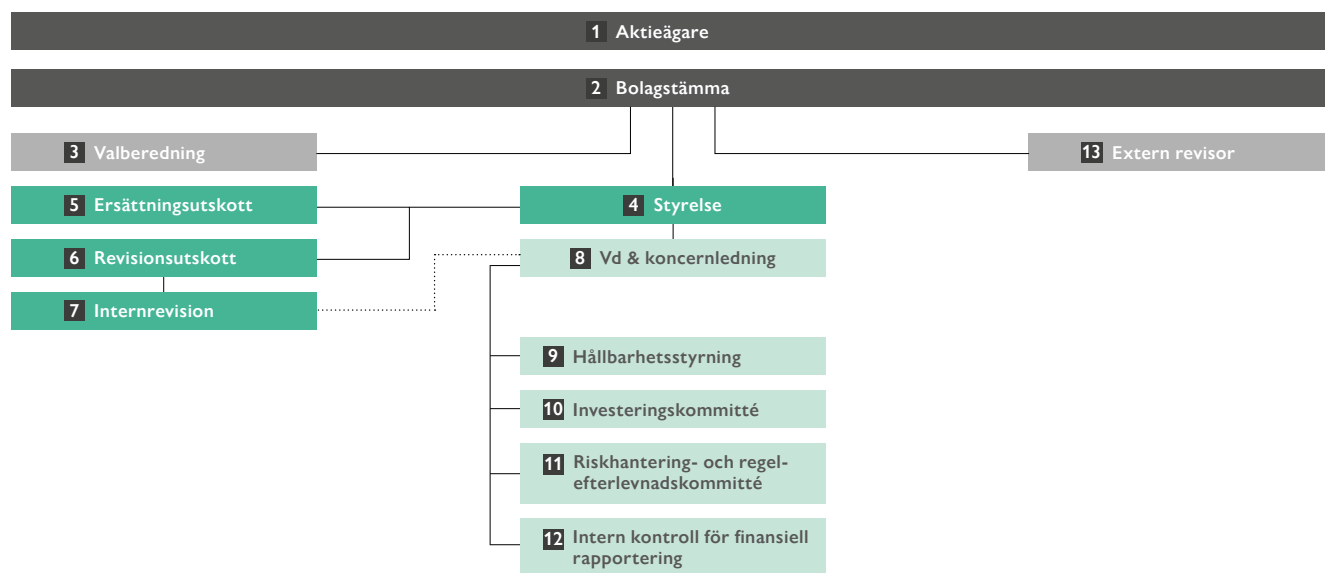 1 Aktieägare
2 Bolagstämma
3 Valberedning
13 Extern revisor
5 Ersättningsutskott
4 Styrelse
6 Revisionsutskott
8 Vd & koncernledning
7 Internrevision
9 Hållbarhetsstyrning
10 Investeringskommitté
11 Riskhantering- och regel-
efterlevnadskommitté
12 Intern kontroll för finansiell
rapportering